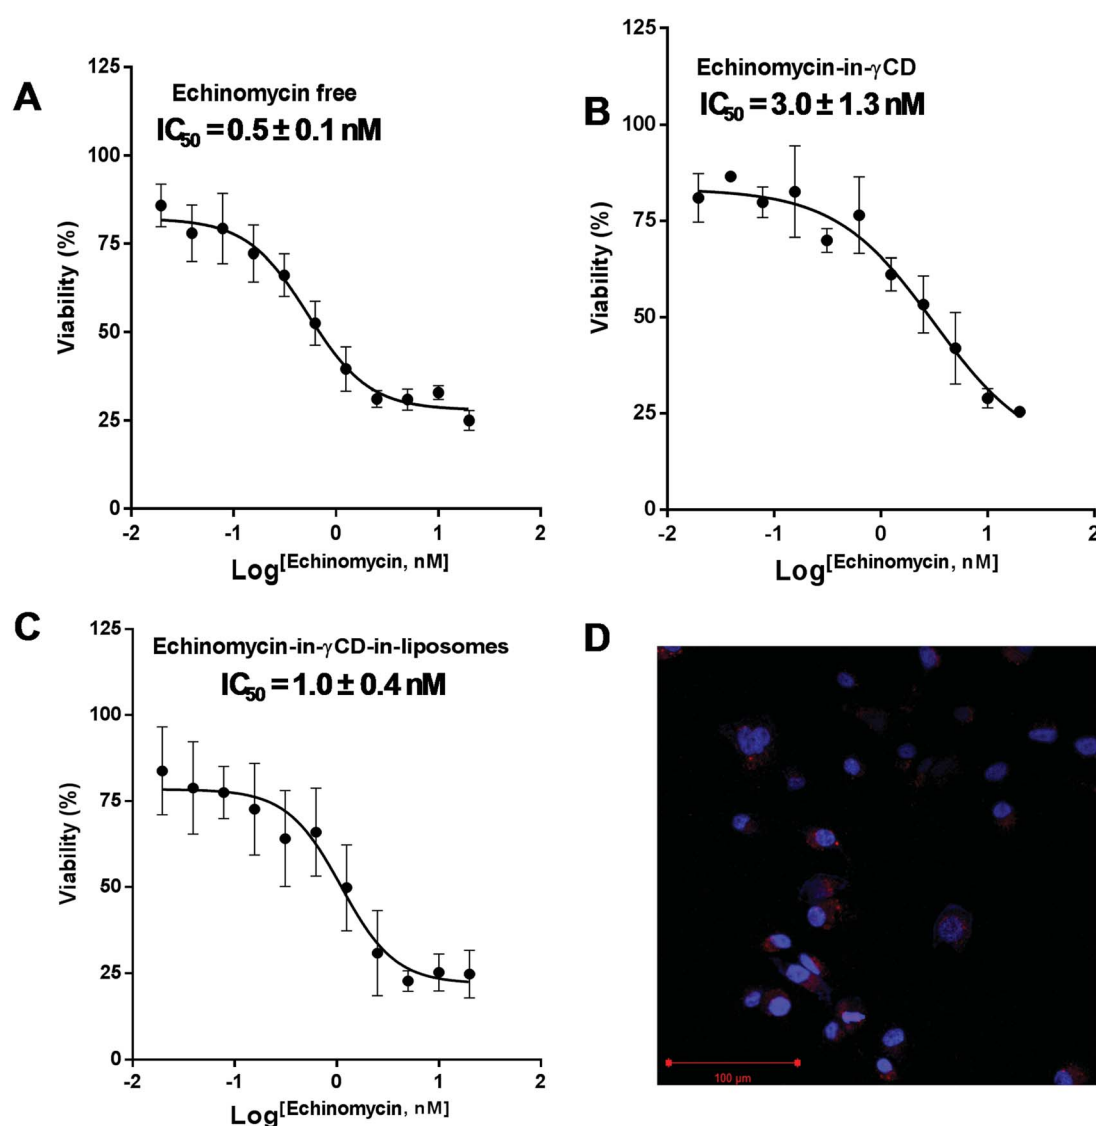 A
Echinomycin free
IC50 = 0.5 ± 0.1 nM
125
100
75
50
25
0
Viability (%)
-2
-1
0
1
2
Log[Echinomycin, nM]
B
Echinomycin-in-γCD
IC50 = 3.0 ± 1.3 nM
125
100
75
50
25
0
Viability (%)
-2
-1
0
1
2
Log[Echinomycin, nM]
C
Echinomycin-in-γCD-in-liposomes
IC50 = 1.0 ± 0.4 nM
125
100
75
50
25
0
Viability (%)
-2
-1
0
1
2
Log[Echinomycin, nM]
D
100 µm